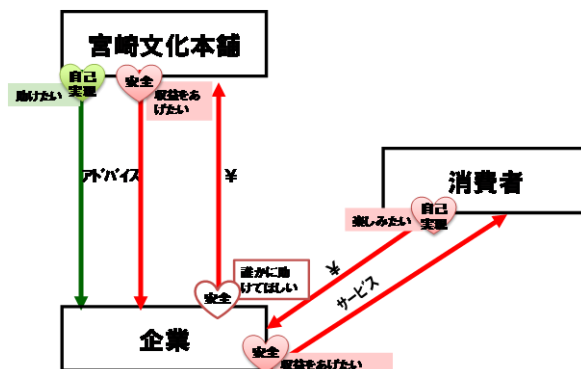 宮崎文化本舗
自己
実現
安全
助けたい
収益をあ
げたい
アドバイス
¥
消費者
自己
実現
楽しみたい
誰かに助
けてほしい
安全
¥
サービス
企業
安全
収益をあげたい